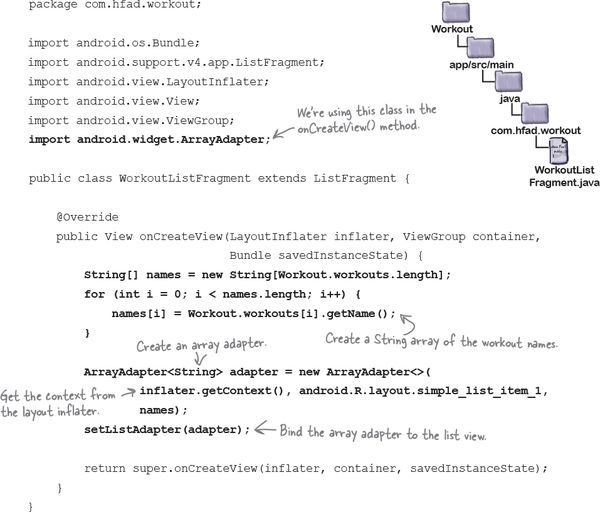 package com.hfad.workout;
Workout
import android.os.Bundle;
app/src/main
import android.support.v4.app.ListFragment;
import android.view.LayoutInflater;
java
import android.view.View;
import android.view.ViewGroup;
We're using this class in the
onCreateView() method.
com.hfad.workout
import android.widget.ArrayAdapter;
WorkoutList
Fragment.java
public class WorkoutListFragment extends ListFragment {
@Override
public View onCreateView(LayoutInflater inflater, ViewGroup container,
Bundle savedInstanceState) {
String[] names = new String[Workout.workouts.length];
for (int i = 0; i < names.length; i++) {
names[i] = Workout.workouts[i].getName();
}
Create a String array of the workout names.
Create an array adapter.
ArrayAdapter<String> adapter = new ArrayAdapter<>(
Get the context from
the layout inflater.
inflater.getContext(), android.R.layout.simple_list_item_1,
names);
setListAdapter(adapter);
Bind the array adapter to the list view.
return super.onCreateView(inflater, container, savedInstanceState);
}
}